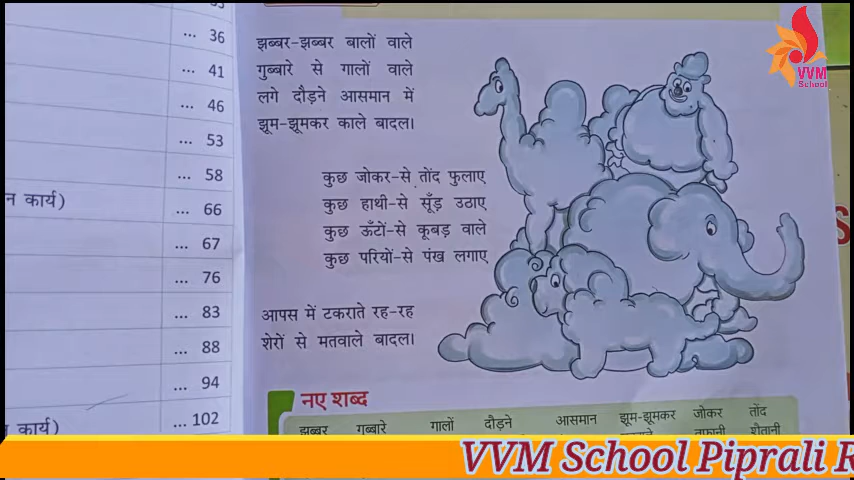 ... 36
... 41
... 46
... 53
... 58
न कार्य)
... 66
... 67
... 76
... 83
... 88
... 94
... 102
कार्य)
झब्बर-झब्बर बालों वाले
गुब्बारे से गालों वाले
लगे दौड़ने आसमान में
झूम-झूमकर काले बादल।
कुछ जोकर-से तोंद फुलाए
कुछ हाथी-से सूँड़ उठाए
कुछ ऊँटों-से कूबड़ वाले
कुछ परियों-से पंख लगाए
आपस में टकराते रह-रह
शेरों से मतवाले बादल।
नए शब्द
झब्बर गुब्बारे गालों दौड़ने आसमान झूम-झूमकर जोकर तोंद
तूफानी शैतानी
VVM
School
VVM School Piprali R